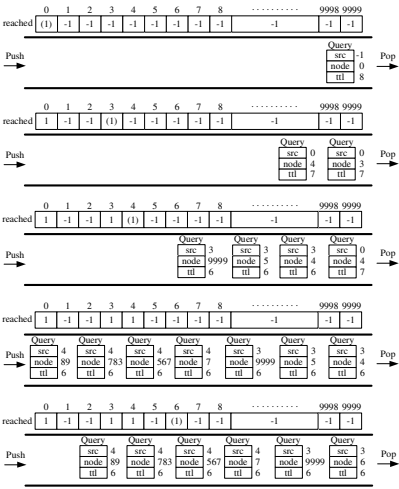 0 1 2 3 4 5 6 7 8 ·········· 9998 9999
reached (1) -1 -1 -1 -1 -1 -1 -1 -1 -1 -1 -1
Query
Push src -1 Pop
node 0
ttl 8
0 1 2 3 4 5 6 7 8 ·········· 9998 9999
reached 1 -1 -1 (1) -1 -1 -1 -1 -1 -1 -1 -1
Query Query
Push src 0 src 0 Pop
node 4 node 3
ttl 7 ttl 7
0 1 2 3 4 5 6 7 8 ·········· 9998 9999
reached 1 -1 -1 1 (1) -1 -1 -1 -1 -1 -1 -1
Query Query Query Query
Push src 3 src 3 src 3 src 0 Pop
node 9999 node 5 node 4 node 4
ttl 6 ttl 6 ttl 6 ttl 7
0 1 2 3 4 5 6 7 8 ·········· 9998 9999
reached 1 -1 -1 1 1 -1 -1 -1 -1 -1 -1 -1
Query Query Query Query Query Query Query
Push src 4 src 4 src 4 src 4 src 3 src 3 src 3 Pop
node 89 node 783 node 567 node 7 node 9999 node 5 node 4
ttl 6 ttl 6 ttl 6 ttl 6 ttl 6 ttl 6 ttl 6
0 1 2 3 4 5 6 7 8 ·········· 9998 9999
reached 1 -1 -1 1 1 -1 (1) -1 -1 -1 -1 -1
Query Query Query Query Query Query
Push src 4 src 4 src 4 src 4 src 3 src 3 Pop
node 89 node 783 node 567 node 7 node 9999 node 6
ttl 6 ttl 6 ttl 6 ttl 6 ttl 6 ttl 6